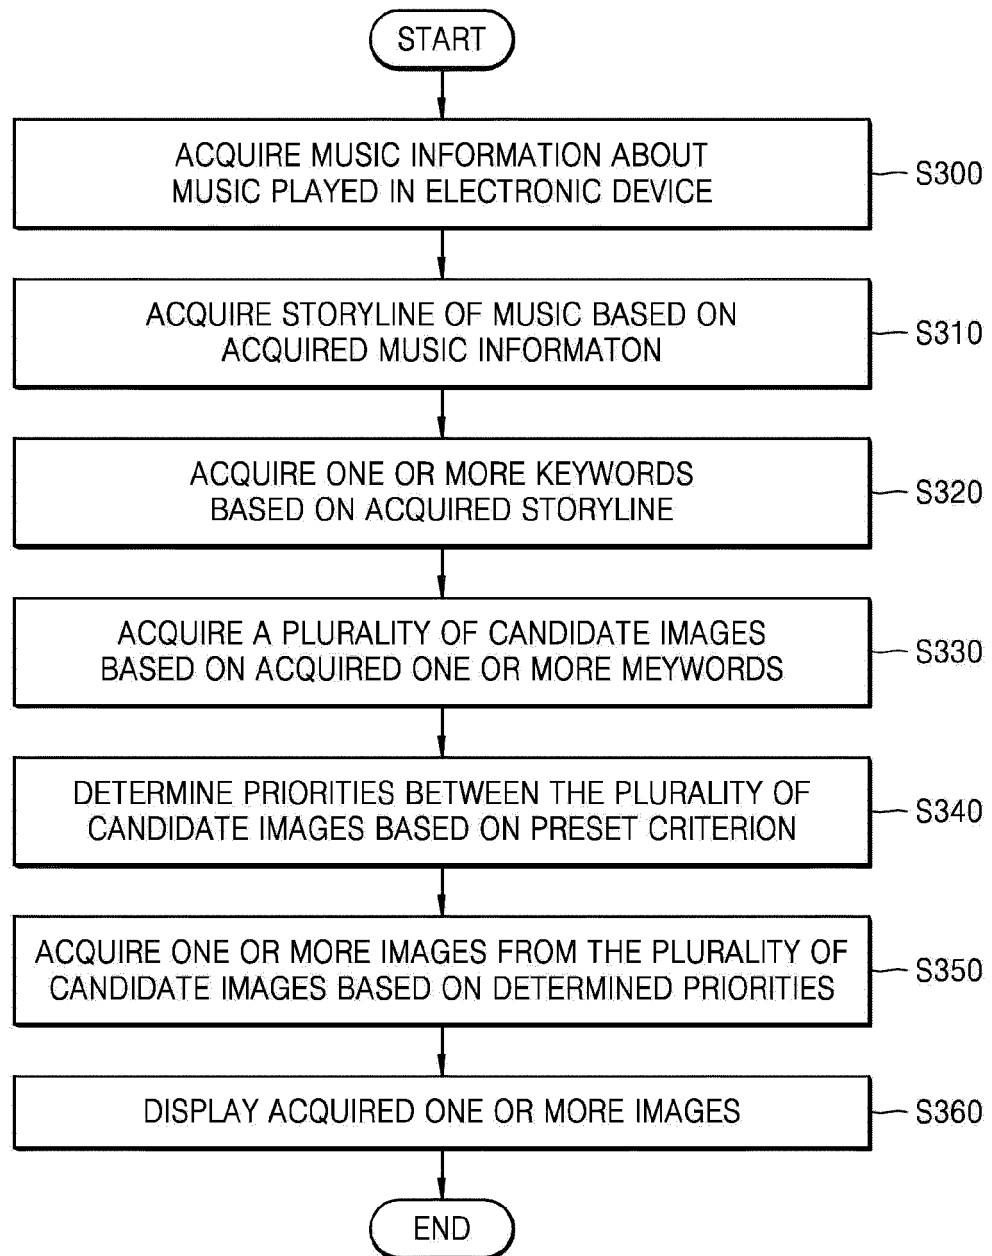 START
ACQUIRE MUSIC INFORMATION ABOUT
MUSIC PLAYED IN ELECTRONIC DEVICE
S300
ACQUIRE STORYLINE OF MUSIC BASED ON
ACQUIRED MUSIC INFORMATON
S310
ACQUIRE ONE OR MORE KEYWORDS
BASED ON ACQUIRED STORYLINE
S320
ACQUIRE A PLURALITY OF CANDIDATE IMAGES
BASED ON ACQUIRED ONE OR MORE MEYWORDS
S330
DETERMINE PRIORITIES BETWEEN THE PLURALITY OF
CANDIDATE IMAGES BASED ON PRESET CRITERION
S340
ACQUIRE ONE OR MORE IMAGES FROM THE PLURALITY OF
CANDIDATE IMAGES BASED ON DETERMINED PRIORITIES
S350
DISPLAY ACQUIRED ONE OR MORE IMAGES
S360
END